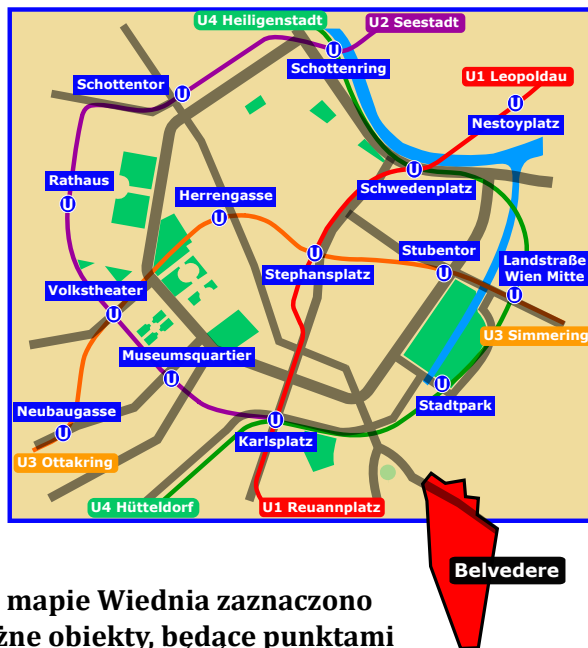 U4 Heiligenstadt
U2 Seestadt
Schottenring
U
U1 Leopoldau
Schottentor
U
U
Nestoyplatz
Rathaus
U
Herrengasse
U
U
Schwedenplatz
Stubentor
U
Landstraße
Wien Mitte
U
U
Stephansplatz
Volkstheater
U
U3 Simmering
Museumsquartier
U
U
Stadtpark
Neubaugasse
U
U
Karlsplatz
U3 Ottakring
U4 Hütteldorf
U1 Reuannplatz
Belvedere
mapie Wiednia zaznaczono
żne obiekty, będące punktami